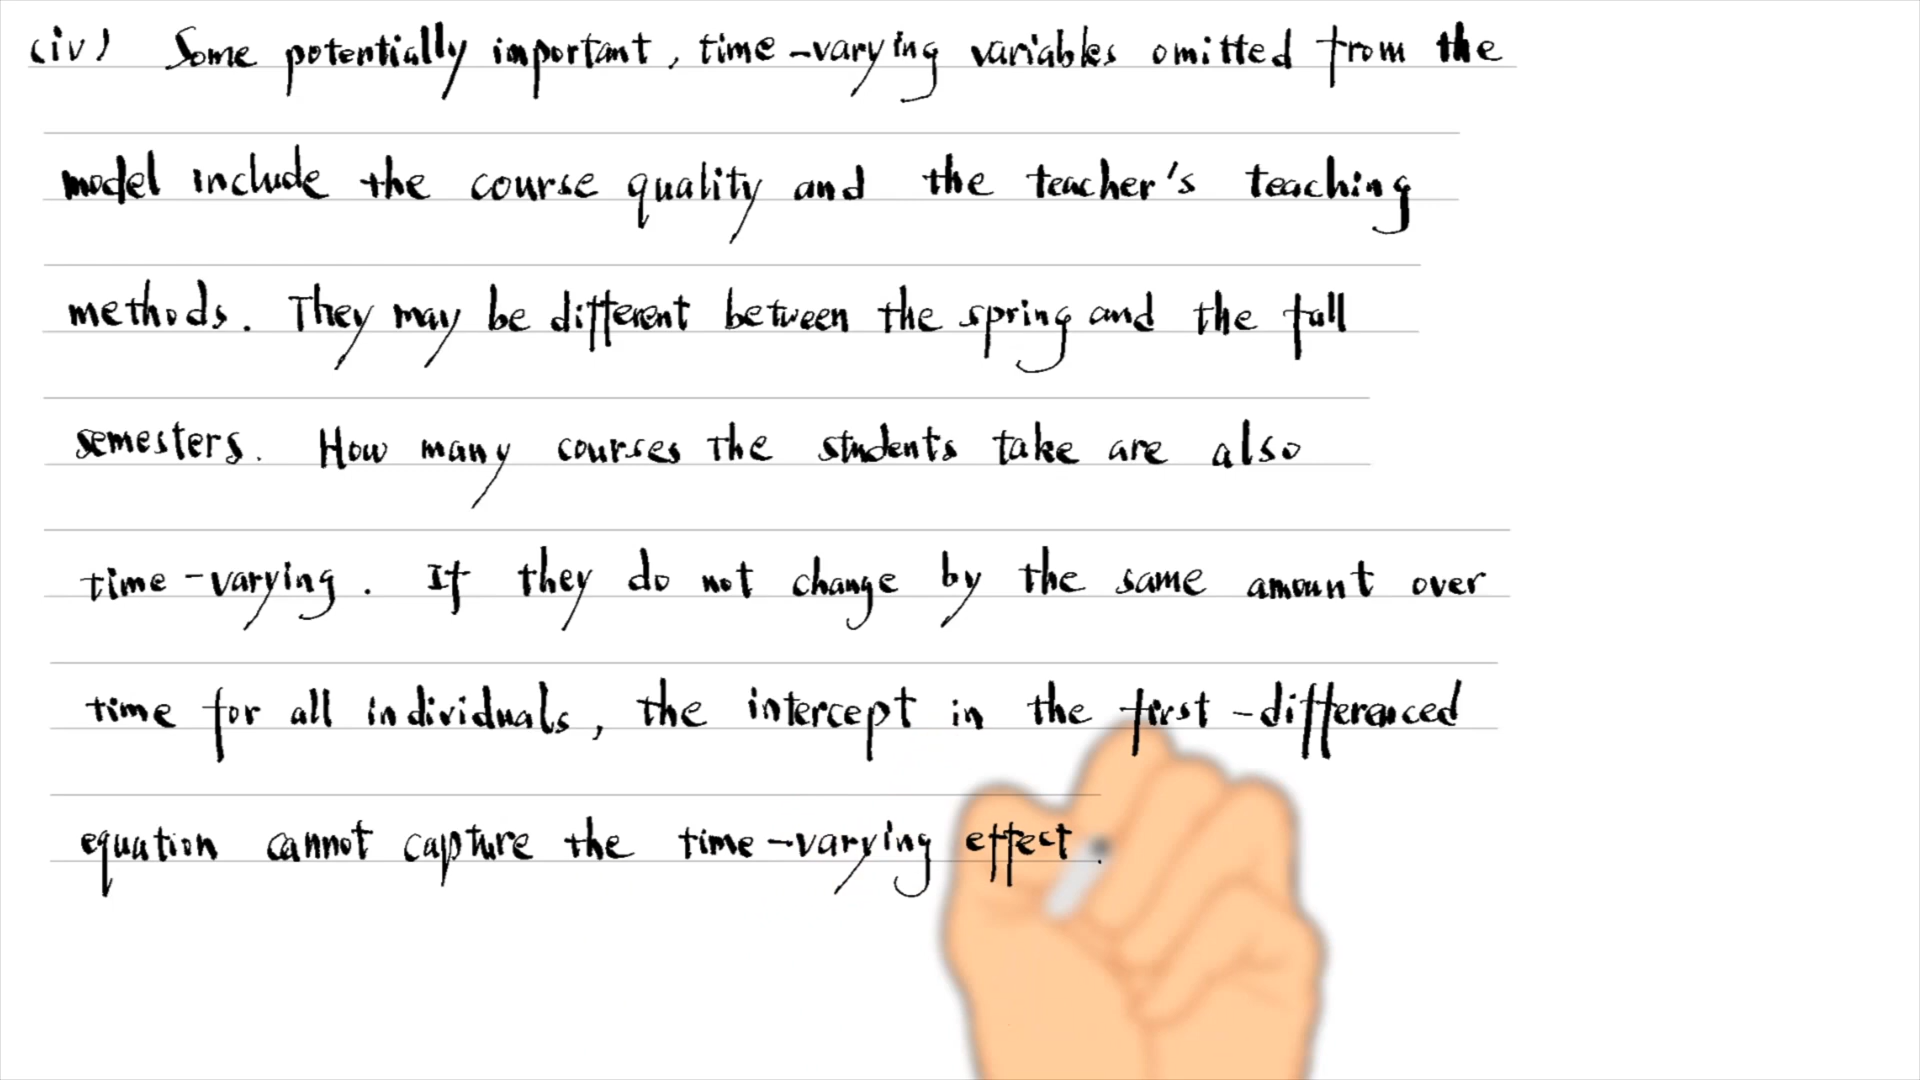 (iv) Some potentially important, time-varying variables omitted from the
model include the course quality and the teacher's teaching
methods. They may be different between the spring and the fall
semesters. How many courses the students take are also
time-varying. If they do not change by the same amount over
time for all individuals, the intercept in the first-differenced
equation cannot capture the time-varying effect.